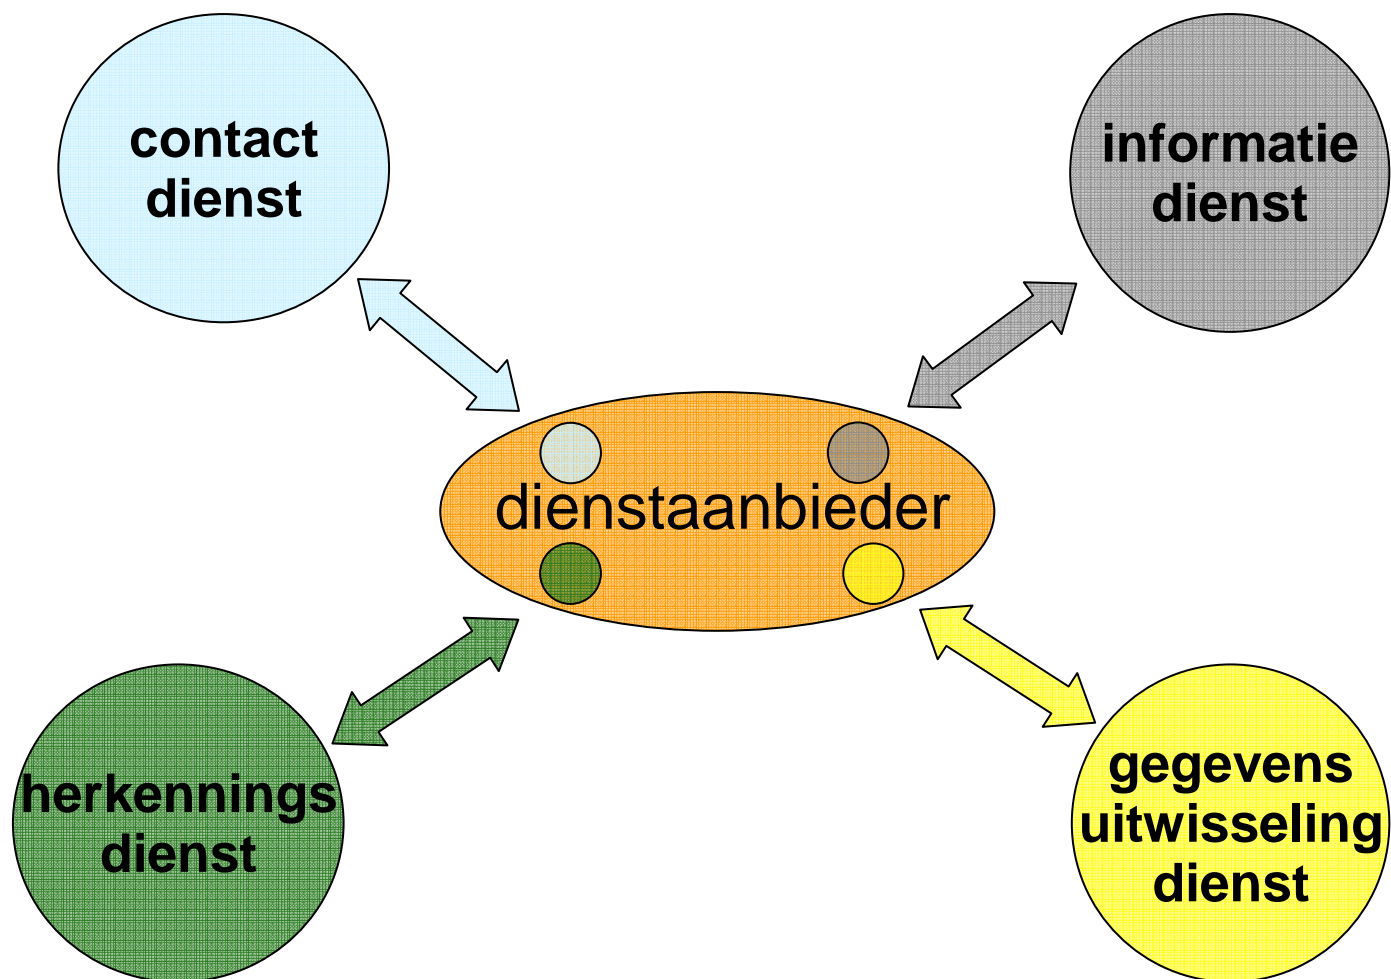 contact
dienst
informatie
dienst
dienstaanbieder
herkennings
dienst
gegevens
uitwisseling
dienst